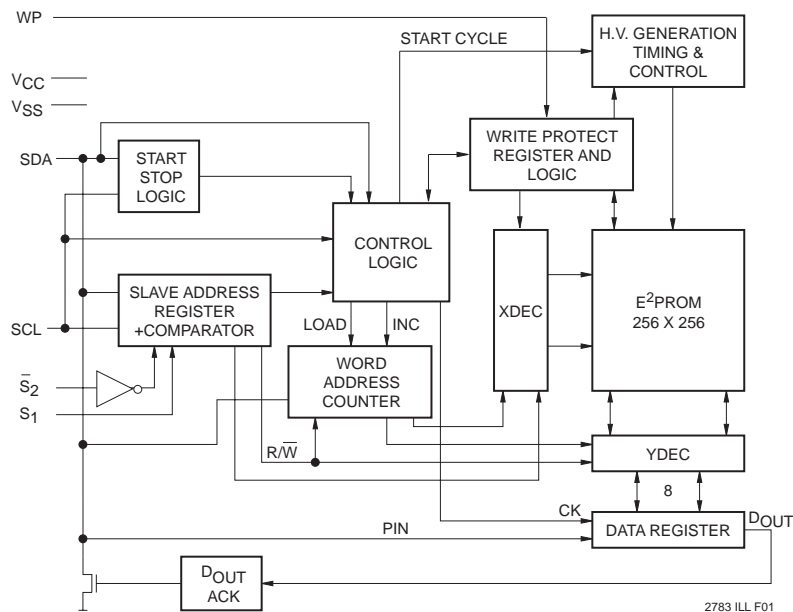 WP
START CYCLE
H.V. GENERATION
TIMING &
CONTROL
VCC
VSS
SDA
START
STOP
LOGIC
WRITE PROTECT
REGISTER AND
LOGIC
CONTROL
LOGIC
SLAVE ADDRESS
REGISTER
+COMPARATOR
SCL
LOAD
INC
XDEC
E²PROM
256 X 256
S̅2
S1
WORD
ADDRESS
COUNTER
R/W̅
YDEC
8
CK
DATA REGISTER
DOUT
PIN
DOUT
ACK
2783 ILL F01